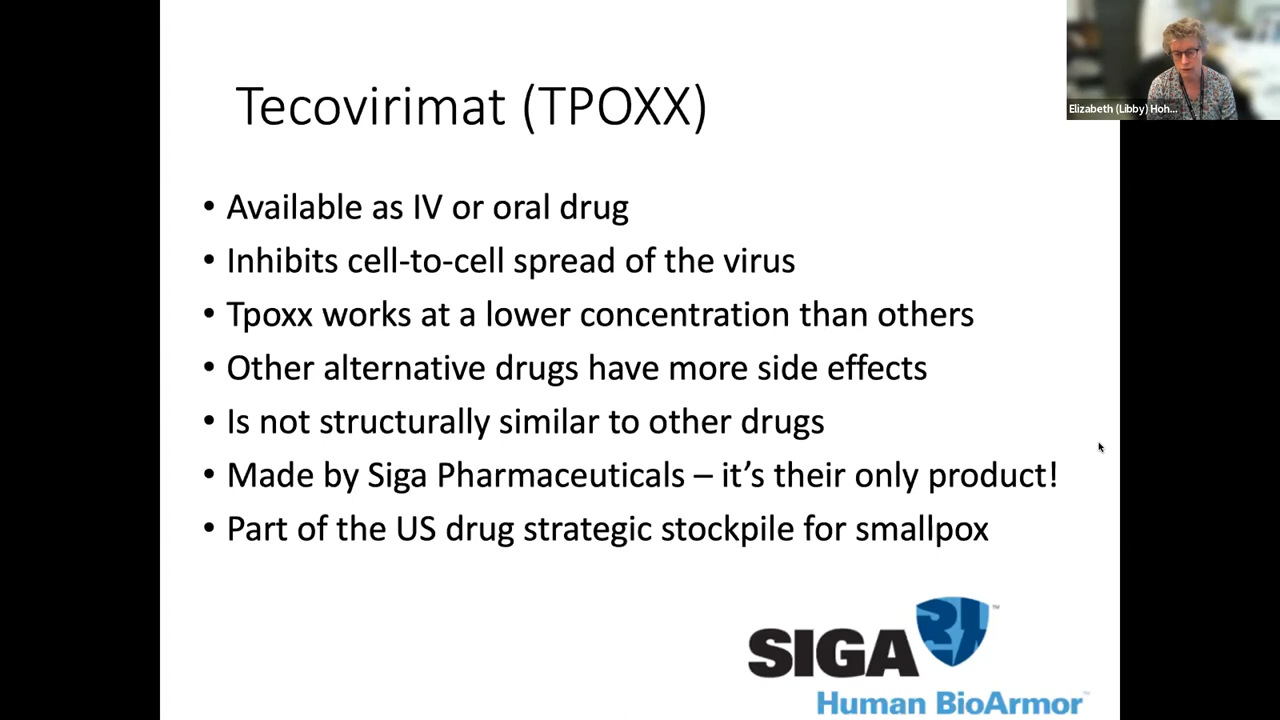 Tecovirimat (TPOXX)
• Available as IV or oral drug
• Inhibits cell-to-cell spread of the virus
• Tpoxx works at a lower concentration than others
• Other alternative drugs have more side effects
• Is not structurally similar to other drugs
• Made by Siga Pharmaceuticals – it's their only product!
• Part of the US drug strategic stockpile for smallpox
SIGA ™
Human BioArmor™
Elizabeth (Libby) Hoh...